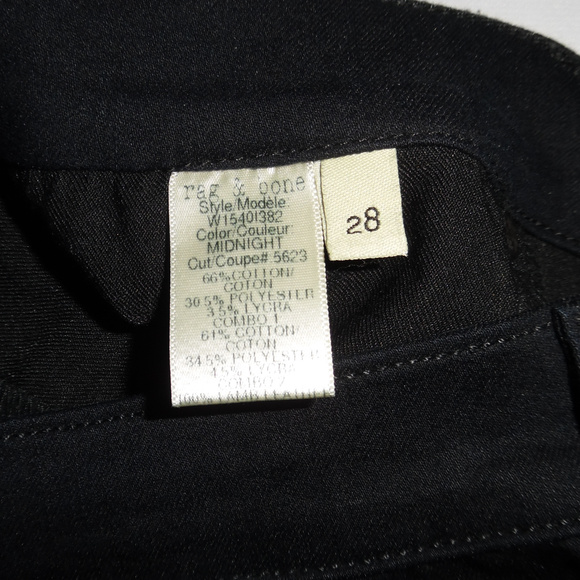 rag & bone
Style/Modèle:
W1540I382
Color/Couleur:
MIDNIGHT
Cut/Coupe# 5623
66%COTTON/
COTON
30.5% POLYESTER
3.5% LYCRA
COMBO 1
61% COTTON/
COTON
34.5% POLYESTER
4.5% LYCRA
COMBO 2
100% LAMB LEATHER
28